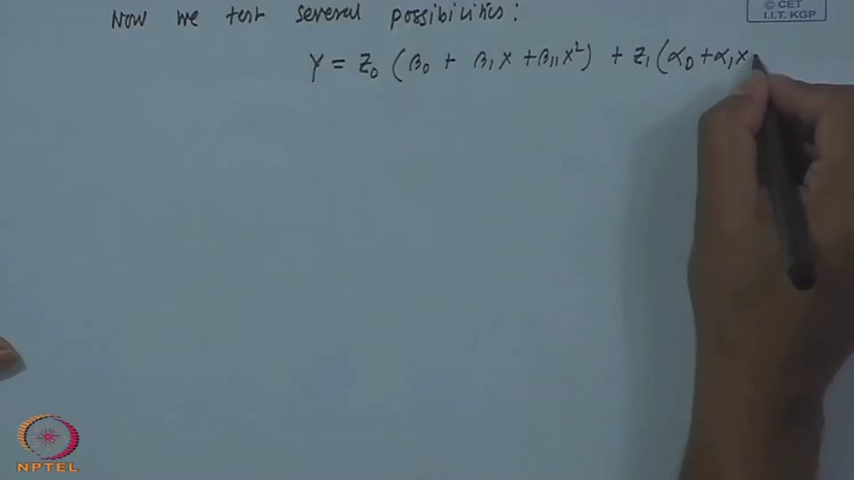 © CET
I.I.T. KGP
Now we test several possibilities :
Y = Z₀ (β₀ + β₁X + β₁₁X²) + Z₁(α₀ + α₁X
NPTEL